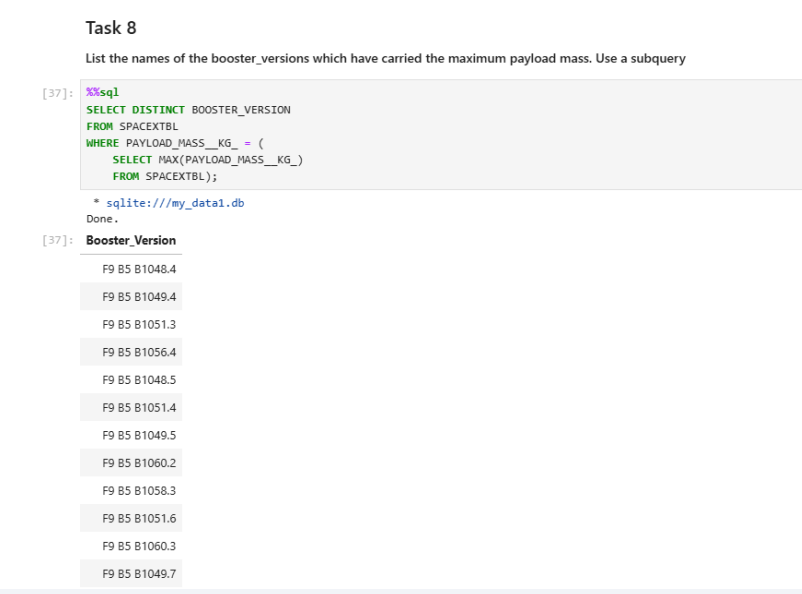 Task 8
List the names of the booster_versions which have carried the maximum payload mass. Use a subquery
[37]: %%sql
SELECT DISTINCT BOOSTER_VERSION
FROM SPACEXTBL
WHERE PAYLOAD_MASS__KG_ = (
    SELECT MAX(PAYLOAD_MASS__KG_)
    FROM SPACEXTBL);
* sqlite:///my_data1.db
Done.
[37]: Booster_Version
F9 B5 B1048.4
F9 B5 B1049.4
F9 B5 B1051.3
F9 B5 B1056.4
F9 B5 B1048.5
F9 B5 B1051.4
F9 B5 B1049.5
F9 B5 B1060.2
F9 B5 B1058.3
F9 B5 B1051.6
F9 B5 B1060.3
F9 B5 B1049.7